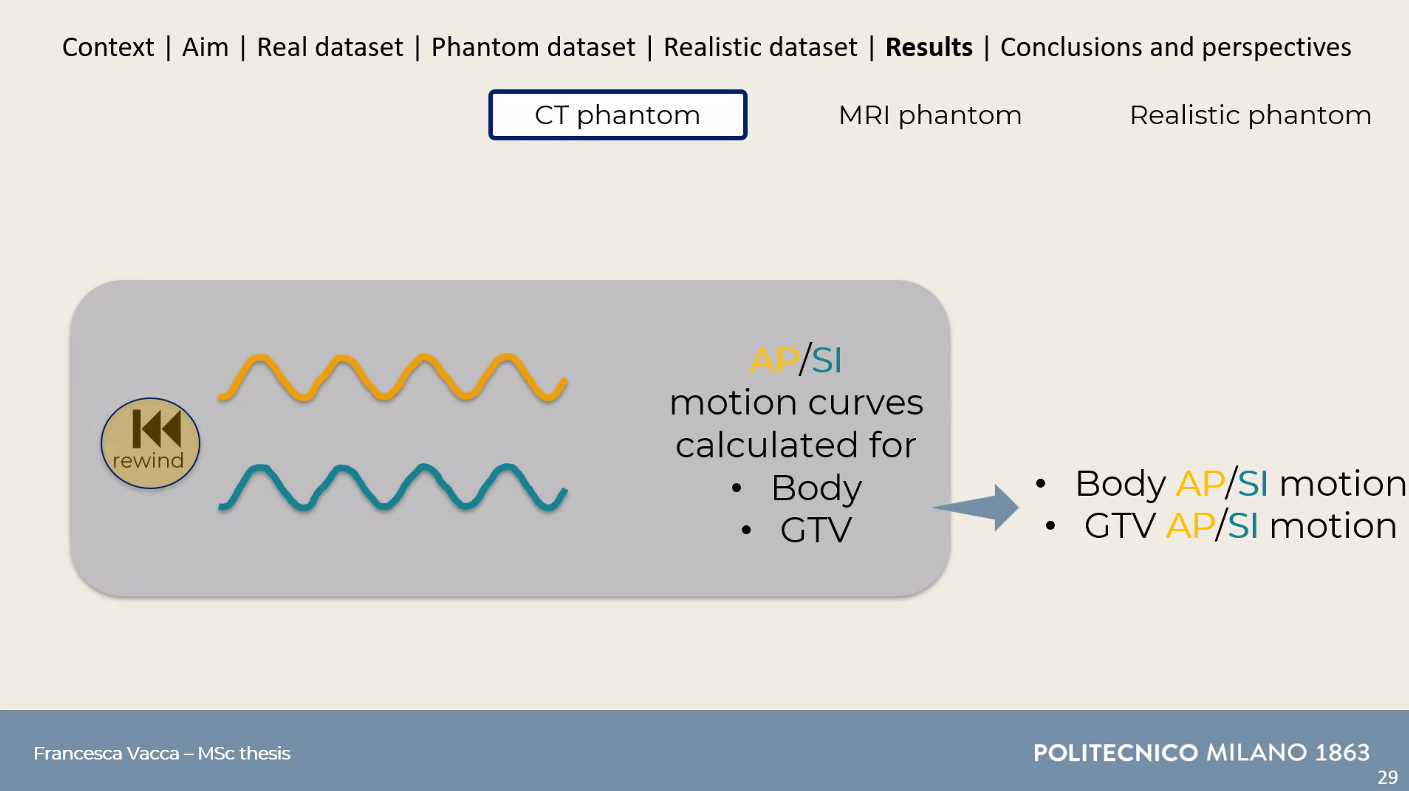 Context | Aim | Real dataset | Phantom dataset | Realistic dataset | Results | Conclusions and perspectives
CT phantom
MRI phantom
Realistic phantom
rewind
AP/SI
motion curves
calculated for
• Body
• GTV
• Body AP/SI motion
• GTV AP/SI motion
Francesca Vacca – MSc thesis
POLITECNICO MILANO 1863
29